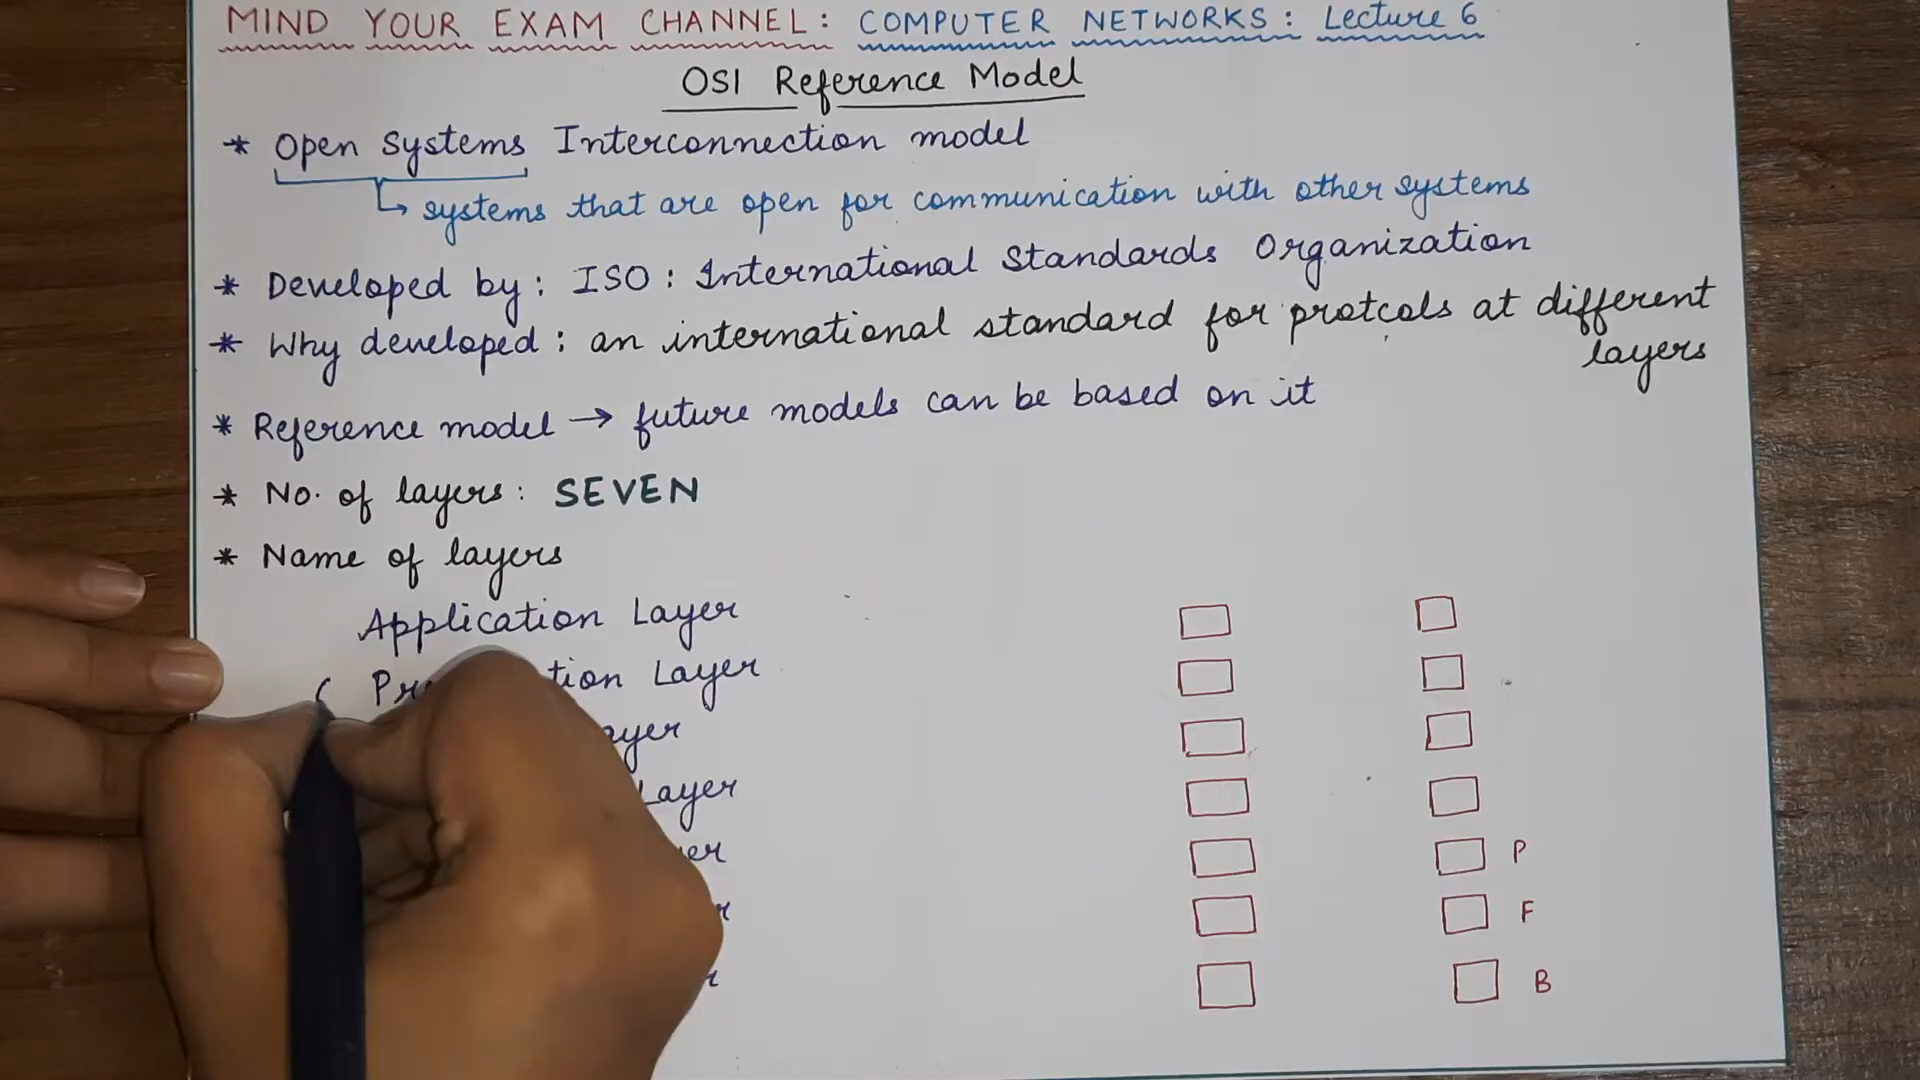 MIND YOUR EXAM CHANNEL: COMPUTER NETWORKS: Lecture 6
OSI Reference Model
* Open Systems Interconnection model
↳ systems that are open for communication with other systems
* Developed by: ISO: International Standards Organization
* Why developed: an international standard for protcols at different
layers
* Reference model → future models can be based on it
* No. of layers: SEVEN
* Name of layers
Application Layer
Layer
Layer
P
F
B